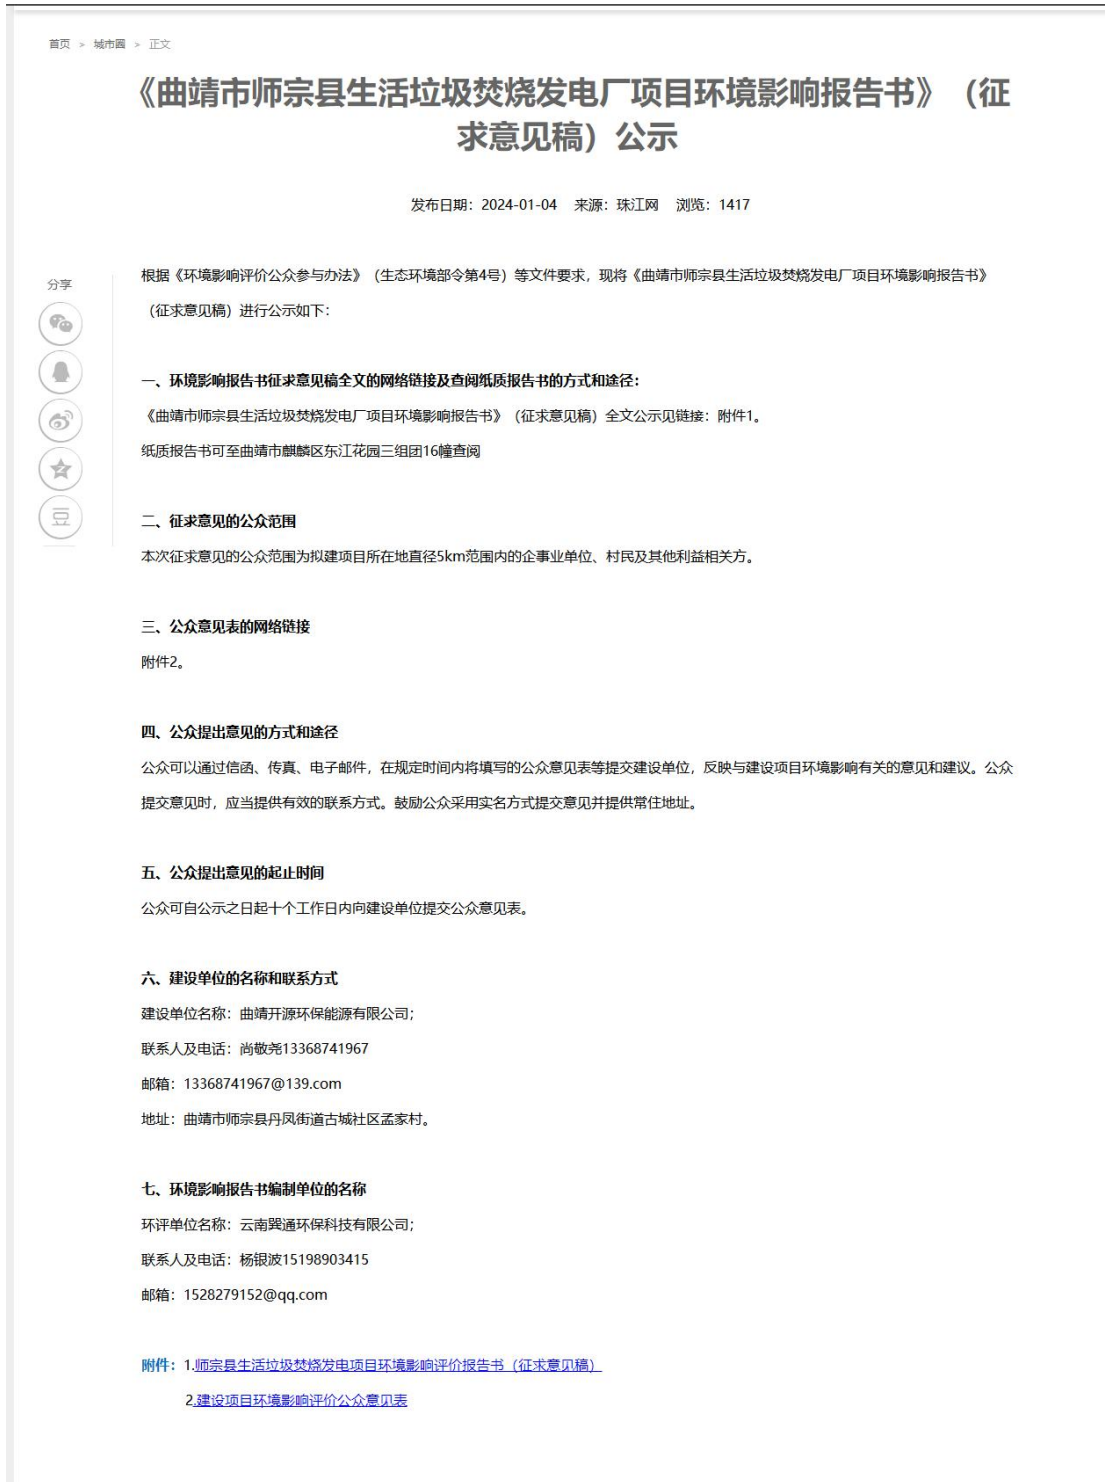 首页 > 城市圈 > 正文
《曲靖市师宗县生活垃圾焚烧发电厂项目环境影响报告书》（征
求意见稿）公示
发布日期：2024-01-04 来源：珠江网 浏览：1417
分享
根据《环境影响评价公众参与办法》（生态环境部令第4号）等文件要求，现将《曲靖市师宗县生活垃圾焚烧发电厂项目环境影响报告书》
（征求意见稿）进行公示如下：
一、环境影响报告书征求意见稿全文的网络链接及查阅纸质报告书的方式和途径：
《曲靖市师宗县生活垃圾焚烧发电厂项目环境影响报告书》（征求意见稿）全文公示见链接：附件1。
纸质报告书可至曲靖市麒麟区东江花园三组团16幢查阅
豆
二、征求意见的公众范围
本次征求意见的公众范围为拟建项目所在地直径5km范围内的企事业单位、村民及其他利益相关方。
三、公众意见表的网络链接
附件2。
四、公众提出意见的方式和途径
公众可以通过信函、传真、电子邮件，在规定时间内将填写的公众意见表等提交建设单位，反映与建设项目环境影响有关的意见和建议。公众
提交意见时，应当提供有效的联系方式。鼓励公众采用实名方式提交意见并提供常住地址。
五、公众提出意见的起止时间
公众可自公示之日起十个工作日内向建设单位提交公众意见表。
六、建设单位的名称和联系方式
建设单位名称：曲靖开源环保能源有限公司；
联系人及电话：尚敬尧13368741967
邮箱：13368741967@139.com
地址：曲靖市师宗县丹凤街道古城社区孟家村。
七、环境影响报告书编制单位的名称
环评单位名称：云南巽通环保科技有限公司；
联系人及电话：杨银波15198903415
邮箱：1528279152@qq.com
附件：1.师宗县生活垃圾焚烧发电项目环境影响评价报告书（征求意见稿）
2.建设项目环境影响评价公众意见表